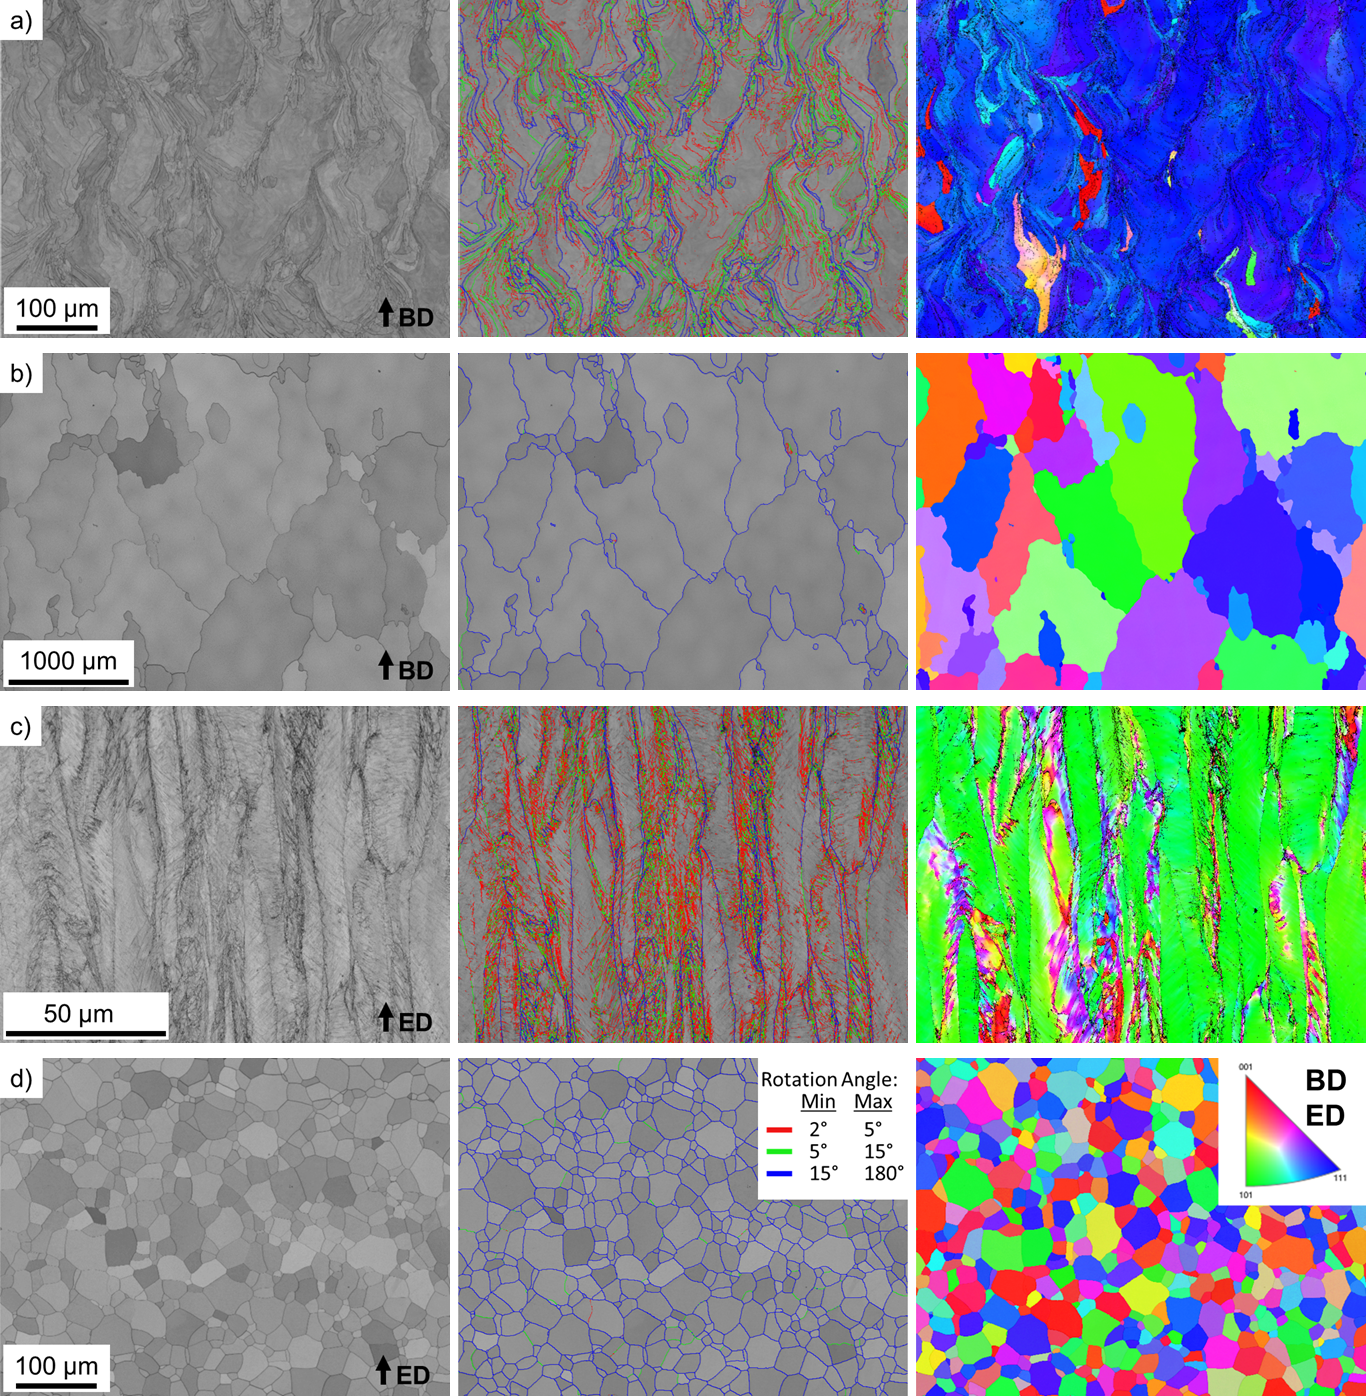 a)
100 µm
BD
b)
1000 µm
BD
c)
50 µm
ED
d)
100 µm
ED
Rotation Angle:
Min Max
2° 5°
5° 15°
15° 180°
001
BD
ED
111
101